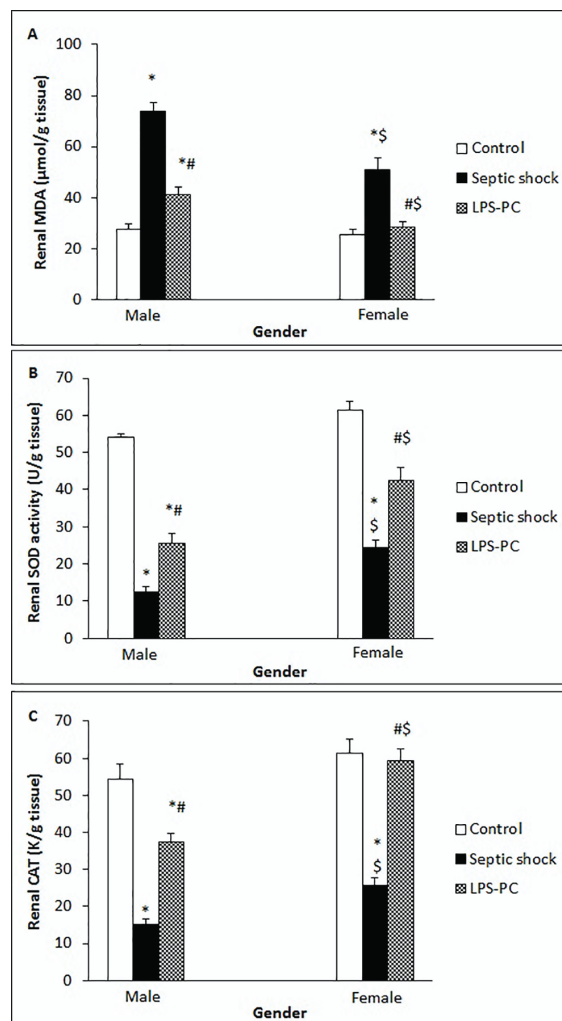 A
Renal MDA (µmol/g tissue)
100
80
60
40
20
0
*
*#
*$
#$
Control
Septic shock
LPS-PC
Male
Female
Gender
B
Renal SOD activity (U/g tissue)
70
60
50
40
30
20
10
0
*
*#
*
$
#$
Control
Septic shock
LPS-PC
Male
Female
Gender
C
Renal CAT (K/g tissue)
70
60
50
40
30
20
10
0
*
*#
*
$
#$
Control
Septic shock
LPS-PC
Male
Female
Gender